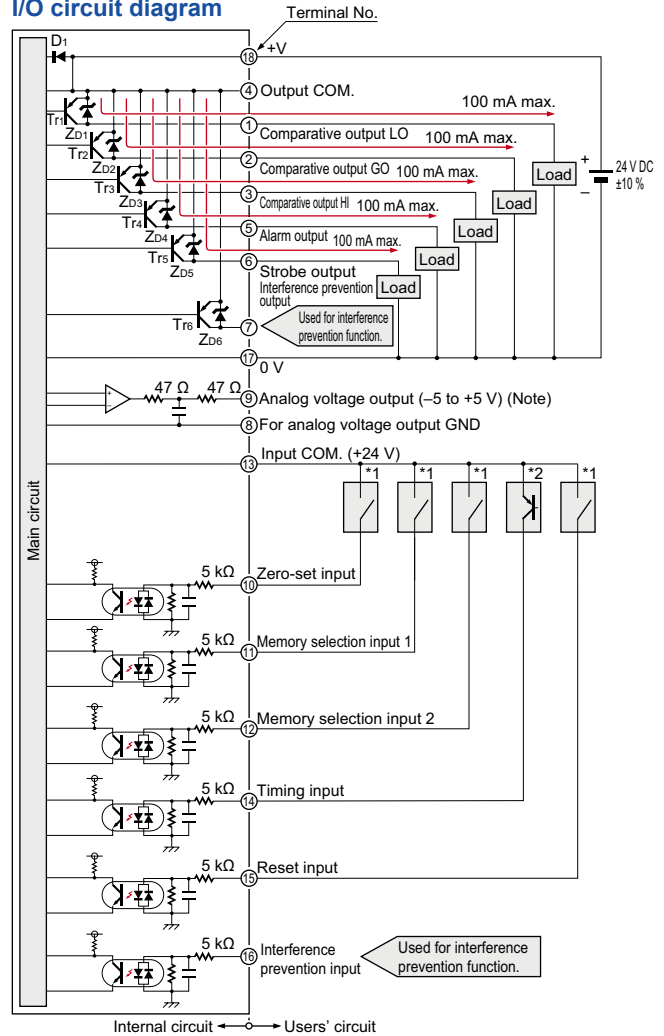 I/O circuit diagram
Terminal No.
D1
18 +V
4 Output COM.
100 mA max.
Tr1
ZD1
1
Comparative output LO
100 mA max.
Tr2
ZD2
2
Comparative output GO
100 mA max.
Tr3
ZD3
3
Comparative output HI
100 mA max.
Tr4
ZD4
5
Alarm output
100 mA max.
Tr5
ZD5
6
Strobe output
Interference prevention
output
Load
Load
Load
Load
Load
+
–
24 V DC
±10 %
Tr6
ZD6
7
Used for interference
prevention function.
17
0 V
+
–
47 Ω
47 Ω
9 Analog voltage output (–5 to +5 V) (Note)
8 For analog voltage output GND
13
Input COM. (+24 V)
*1
*1
*1
*2
*1
Main circuit
5 kΩ
10
Zero-set input
5 kΩ
11
Memory selection input 1
5 kΩ
12
Memory selection input 2
5 kΩ
14
Timing input
5 kΩ
15
Reset input
5 kΩ
16
Interference
prevention input
Used for interference
prevention function.
Internal circuit
Users' circuit